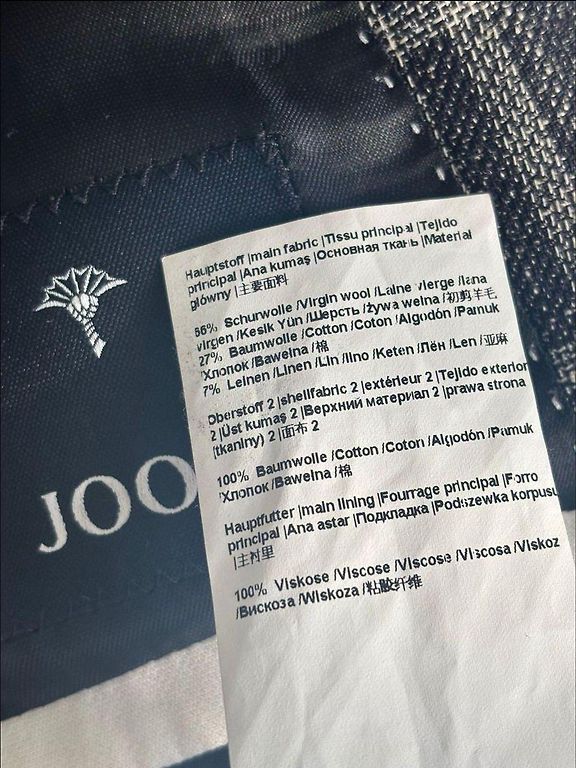 JOO
Hauptstoff |main fabric |Tissu principal |Tejido
principal |Ana kumaş |Основная ткань |Material
główny |主要面料
66% Schurwolle /Virgin wool /Laine vierge /lana
virgen /Kesik Yün /Шерсть /żywa wełna /初剪羊毛
27% Baumwolle /Cotton /Coton /Algodón /Pamuk
/Хлопок /Bawełna /棉
7% Leinen /Linen /Lin /lino /Keten /Лён /Len /亚麻
Oberstoff 2 |shellfabric 2 |extérieur 2 |Tejido exterior
2 |Üst kumaş 2 |Верхний материал 2 |prawa strona
(tkaniny) 2 |面布 2
100% Baumwolle /Cotton /Coton /Algodón /Pamuk
/Хлопок /Bawełna /棉
Hauptfutter |main lining |Fourrage principal |Forro
principal |Ana astar |Подкладка |Podszewka korpusu
|主衬里
100% Viskose /Viscose /Viscose /Viscosa /Viskoz
/Вискоза /Wiskoza /粘胶纤维